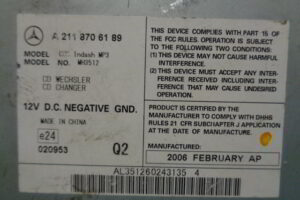 A 211 870 61 89
MODEL Indash MP3
MODEL NO. MH3512
CD WECHSLER
CD CHANGER
12V D.C. NEGATIVE GND.
MADE IN CHINA
e24
020953
Q2
THIS DEVICE COMPLIES WITH PART 15 OF
THE FCC RULES. OPERATION IS SUBJECT
TO THE FOLLOWING TWO CONDITIONS
(1) THIS DEVICE MAY NOT CAUSE HARMFUL
INTERFERENCE.
(2) THIS DEVICE MUST ACCEPT ANY INTER-
FERENCE RECEIVED INCLUDING INTER-
FERENCE THAT MAY CAUSE UNDESIRED
OPERATION.
CERTIFICATION:
THIS PRODUCT IS CERTIFIED BY THE
MANUFACTURER TO COMPLY WITH DHHS
RULES 21 CFR SUBCHAPTER J APPLICABLE
AT THE DATE OF
MANUFACTURE.
2006 FEBRUARY AP
AL351260243135 4